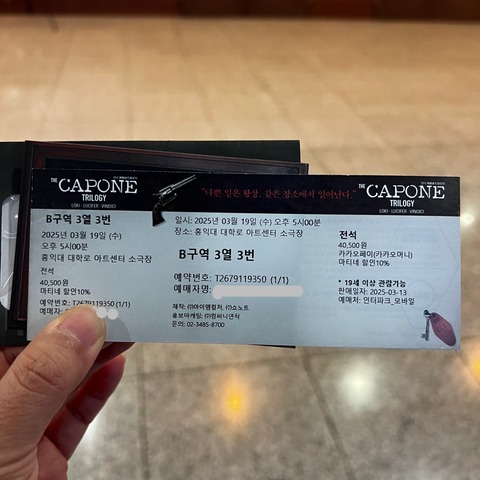 THE CAPONE
TRILOGY
LOKI · LUCIFER · VINDICI
B구역 3열 3번
2025년 03월 19일 (수)
오후 5시00분
홍익대 대학로 아트센터 소극장
전석
40,500원
마티네 할인10%
예약번호: T2679119350 (1/1)
예매자
"나쁜 일은 항상, 같은 장소에서 일어난다."
일시: 2025년 03월 19일 (수) 오후 5시00분
장소: 홍익대 대학로 아트센터 소극장
B구역 3열 3번
예약번호: T2679119350 (1/1)
예매자명:
제작: ㈜아이엠컬처, ㈜쇼노트
홍보마케팅: ㈜컴퍼니연작
문의: 02-3485-8700
THE CAPONE
TRILOGY
LOKI · LUCIFER · VINDICI
전석
40,500원
카카오페이(카카오머니)
마티네 할인10%
* 19세 이상 관람가능
판매일자: 2025-03-13
예매처: 인터파크_모바일